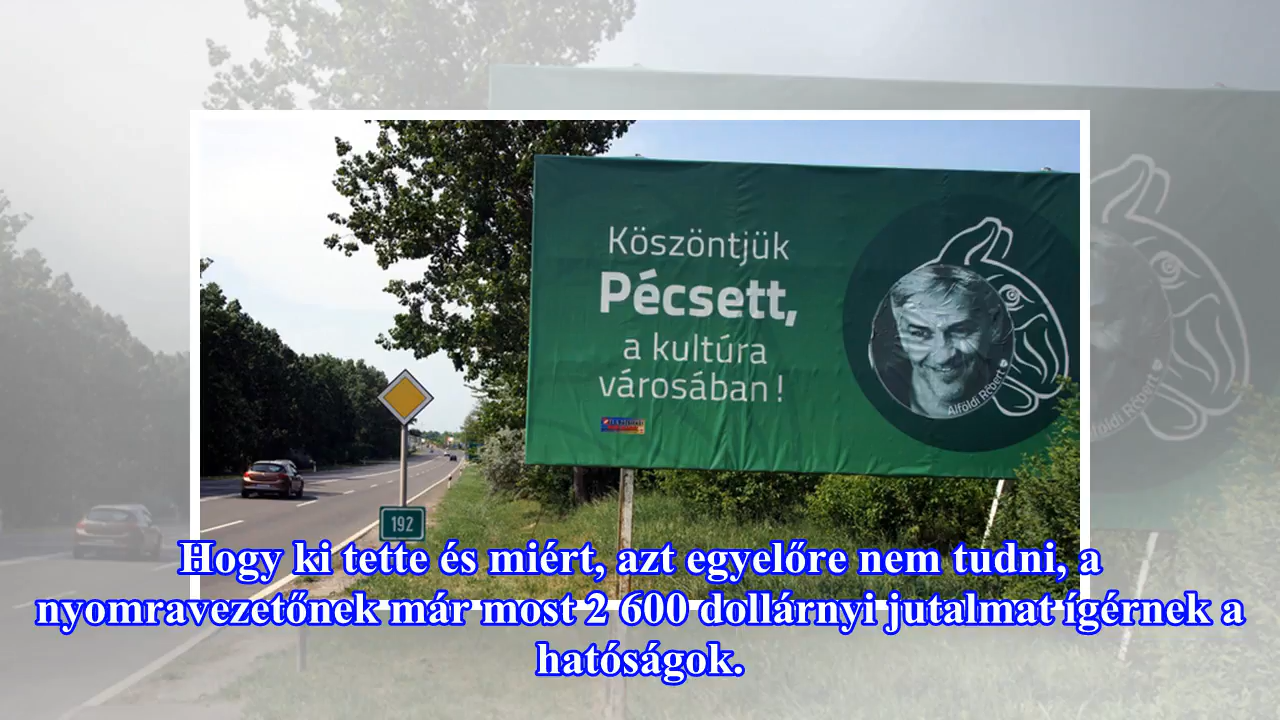 Köszöntjük
Pécsett,
a kultúra
városában!
Alföldi Róbert
192
Hogy ki tette és miért, azt egyelőre nem tudni, a
nyomravezetőnek már most 2 600 dollárnyi jutalmat ígérnek a
hatóságok.